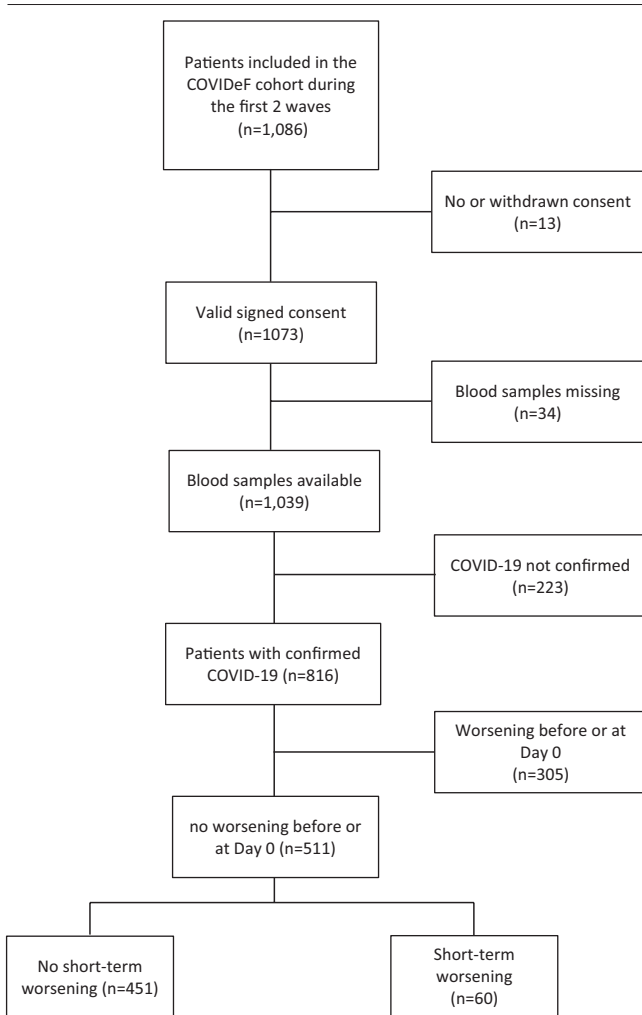 Patients included in the
COVIDeF cohort during
the first 2 waves
(n=1,086)
No or withdrawn consent
(n=13)
Valid signed consent
(n=1073)
Blood samples missing
(n=34)
Blood samples available
(n=1,039)
COVID-19 not confirmed
(n=223)
Patients with confirmed
COVID-19 (n=816)
Worsening before or at
Day 0
(n=305)
no worsening before or
at Day 0 (n=511)
No short-term
worsening (n=451)
Short-term
worsening
(n=60)